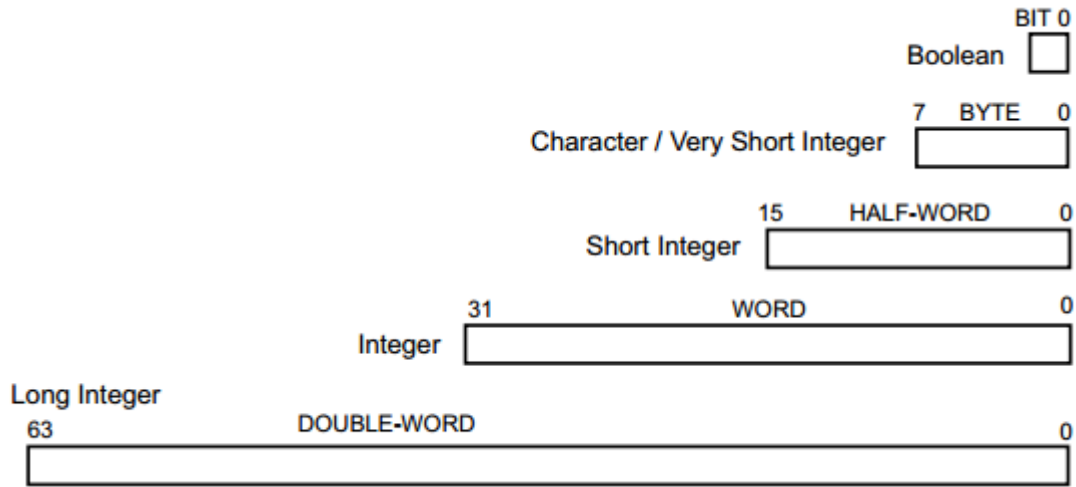 BIT 0
Boolean
7 BYTE 0
Character / Very Short Integer
15 HALF-WORD 0
Short Integer
31 WORD 0
Integer
Long Integer
63 DOUBLE-WORD 0